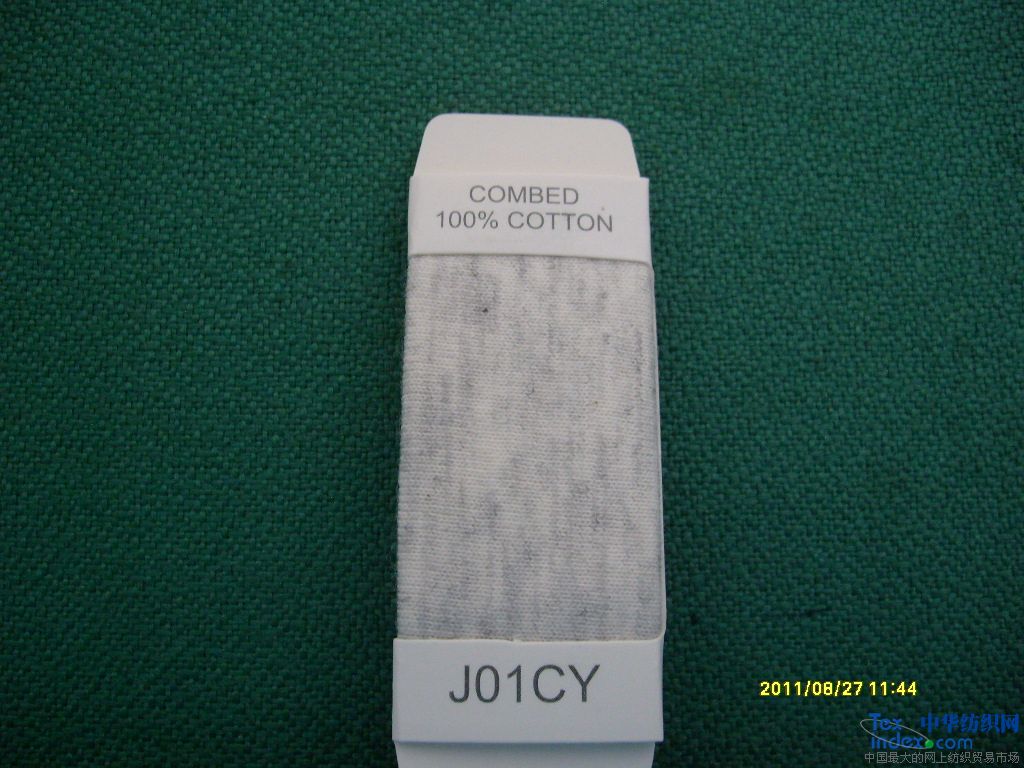 COMBED
100% COTTON
J01CY
2011/08/27 11:44
Tex 中华纺织网
index.com
中国最大的网上纺织贸易市场